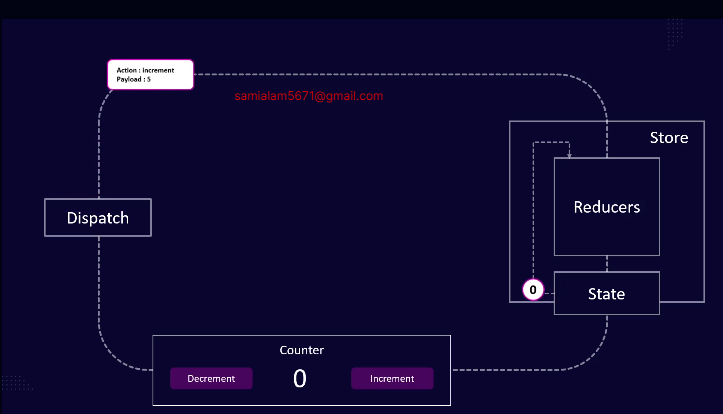 Action : increment
Payload : 5
samialam5671@gmail.com
Store
Reducers
Dispatch
0
State
Counter
Decrement
0
Increment